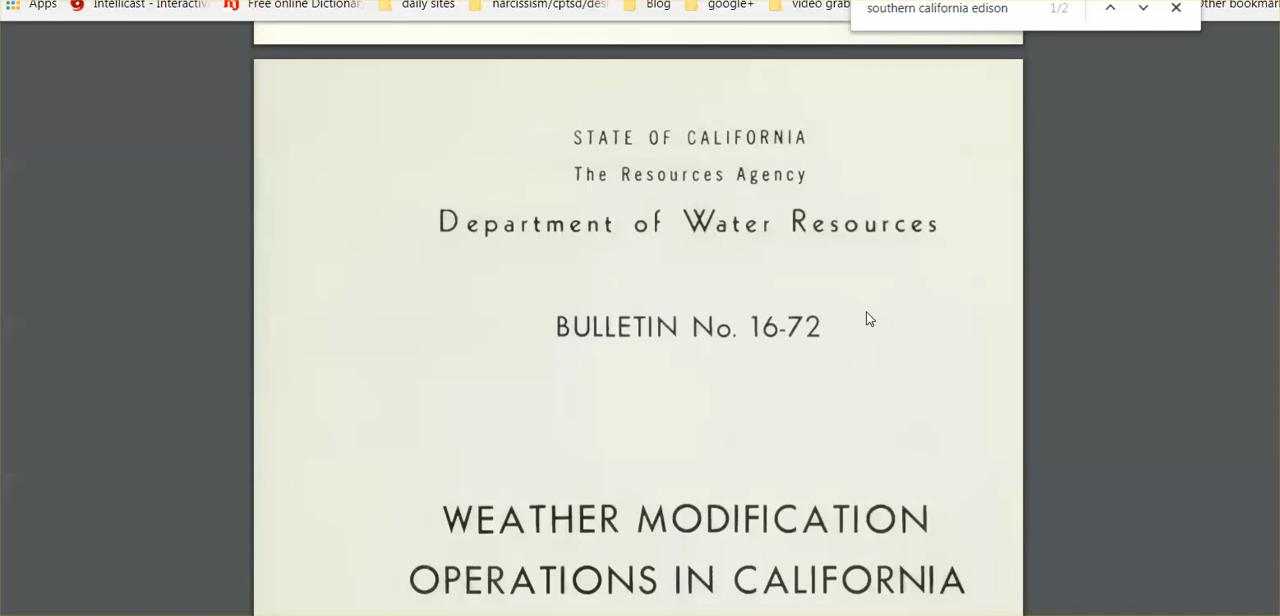 Apps Intellicast - Interactiv Free online Dictionar daily sites narcissism/cptsd/des Blog google+ video grab Other bookmar
southern california edison 1/2
STATE OF CALIFORNIA
The Resources Agency
Department of Water Resources
BULLETIN No. 16-72
WEATHER MODIFICATION
OPERATIONS IN CALIFORNIA